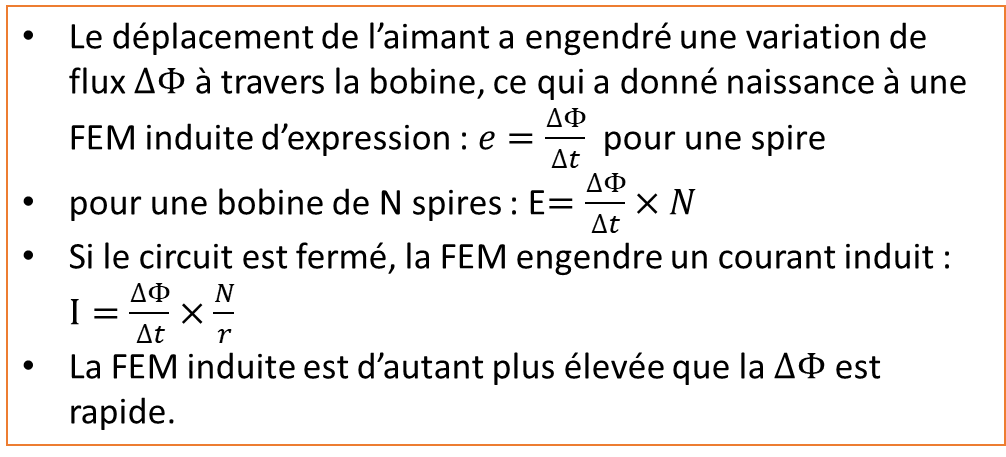 • Le déplacement de l’aimant a engendré une variation de
flux ΔΦ à travers la bobine, ce qui a donné naissance à une
FEM induite d’expression : e = ΔΦ/Δt pour une spire
• pour une bobine de N spires : E= ΔΦ/Δt × N
• Si le circuit est fermé, la FEM engendre un courant induit :
I = ΔΦ/Δt × N/r
• La FEM induite est d’autant plus élevée que la ΔΦ est
rapide.